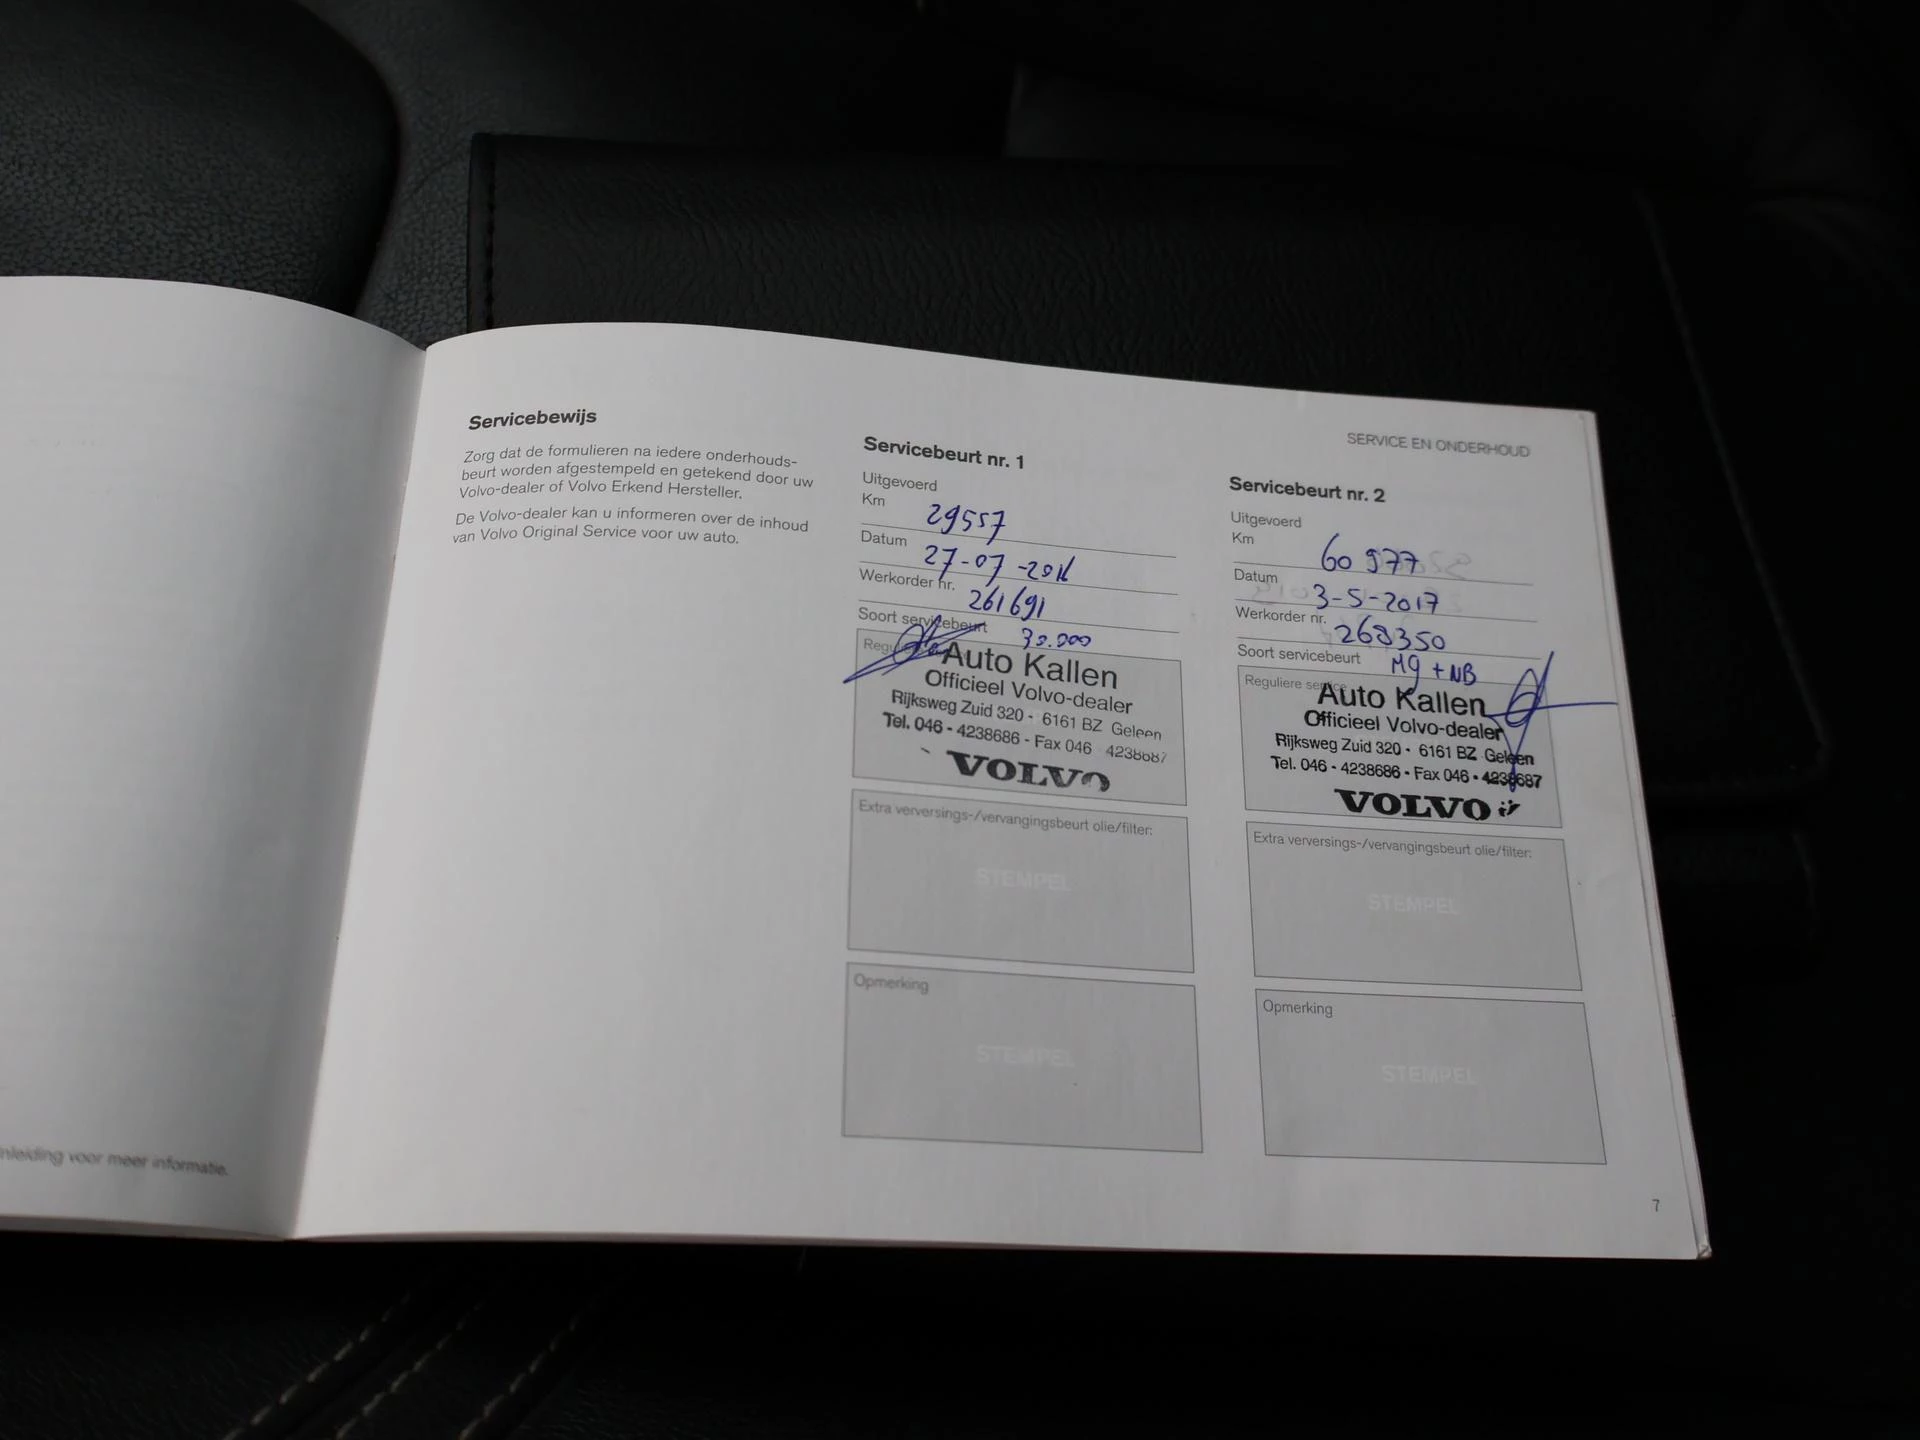 Servicebewijs
Zorg dat de formulieren na iedere onderhouds-
beurt worden afgestempeld en getekend door uw
Volvo-dealer of Volvo Erkend Hersteller.
De Volvo-dealer kan u informeren over de inhoud
van Volvo Original Service voor uw auto.
nleiding voor meer informatie.
Servicebeurt nr. 1
Uitgevoerd
Km 29557
Datum 27-07-2016
Werkorder nr. 261691
Soort servicebeurt 30.000
Auto Kallen
Officieel Volvo-dealer
Rijksweg Zuid 320 - 6161 BZ Geleen
Tel. 046 - 4238686 - Fax 046 4238687
VOLVO
Extra verversings-/vervangingsbeurt olie/filter:
STEMPEL
Opmerking
STEMPEL
SERVICE EN ONDERHOUD
Servicebeurt nr. 2
Uitgevoerd
Km 60 977
Datum 3-5-2017
Werkorder nr. 268350
Soort servicebeurt Mg + NB
Reguliere service
Auto Kallen
Officieel Volvo-dealer
Rijksweg Zuid 320 - 6161 BZ Geleen
Tel. 046 - 4238686 - Fax 046 - 4238687
VOLVO
Extra verversings-/vervangingsbeurt olie/filter:
STEMPEL
Opmerking
STEMPEL
7